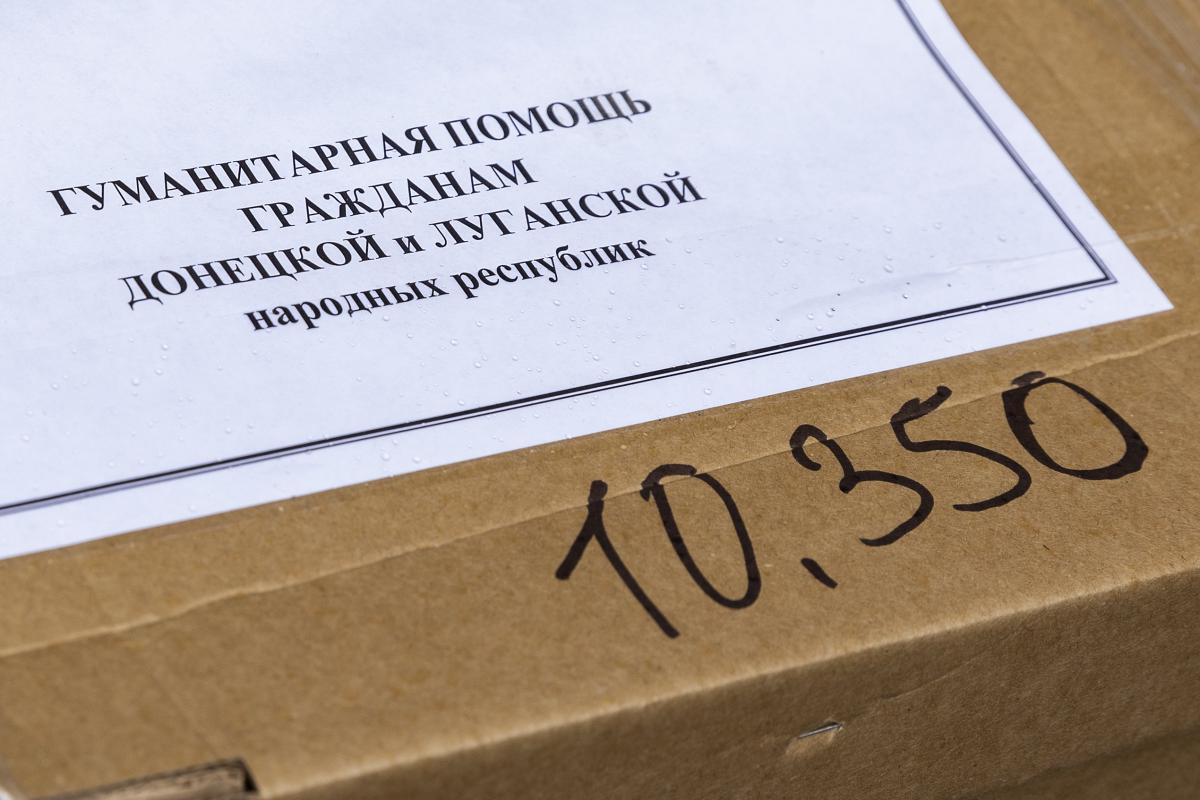 ГУМАНИТАРНАЯ ПОМОЩЬ
ГРАЖДАНАМ
ДОНЕЦКОЙ и ЛУГАНСКОЙ
народных республик
10,350